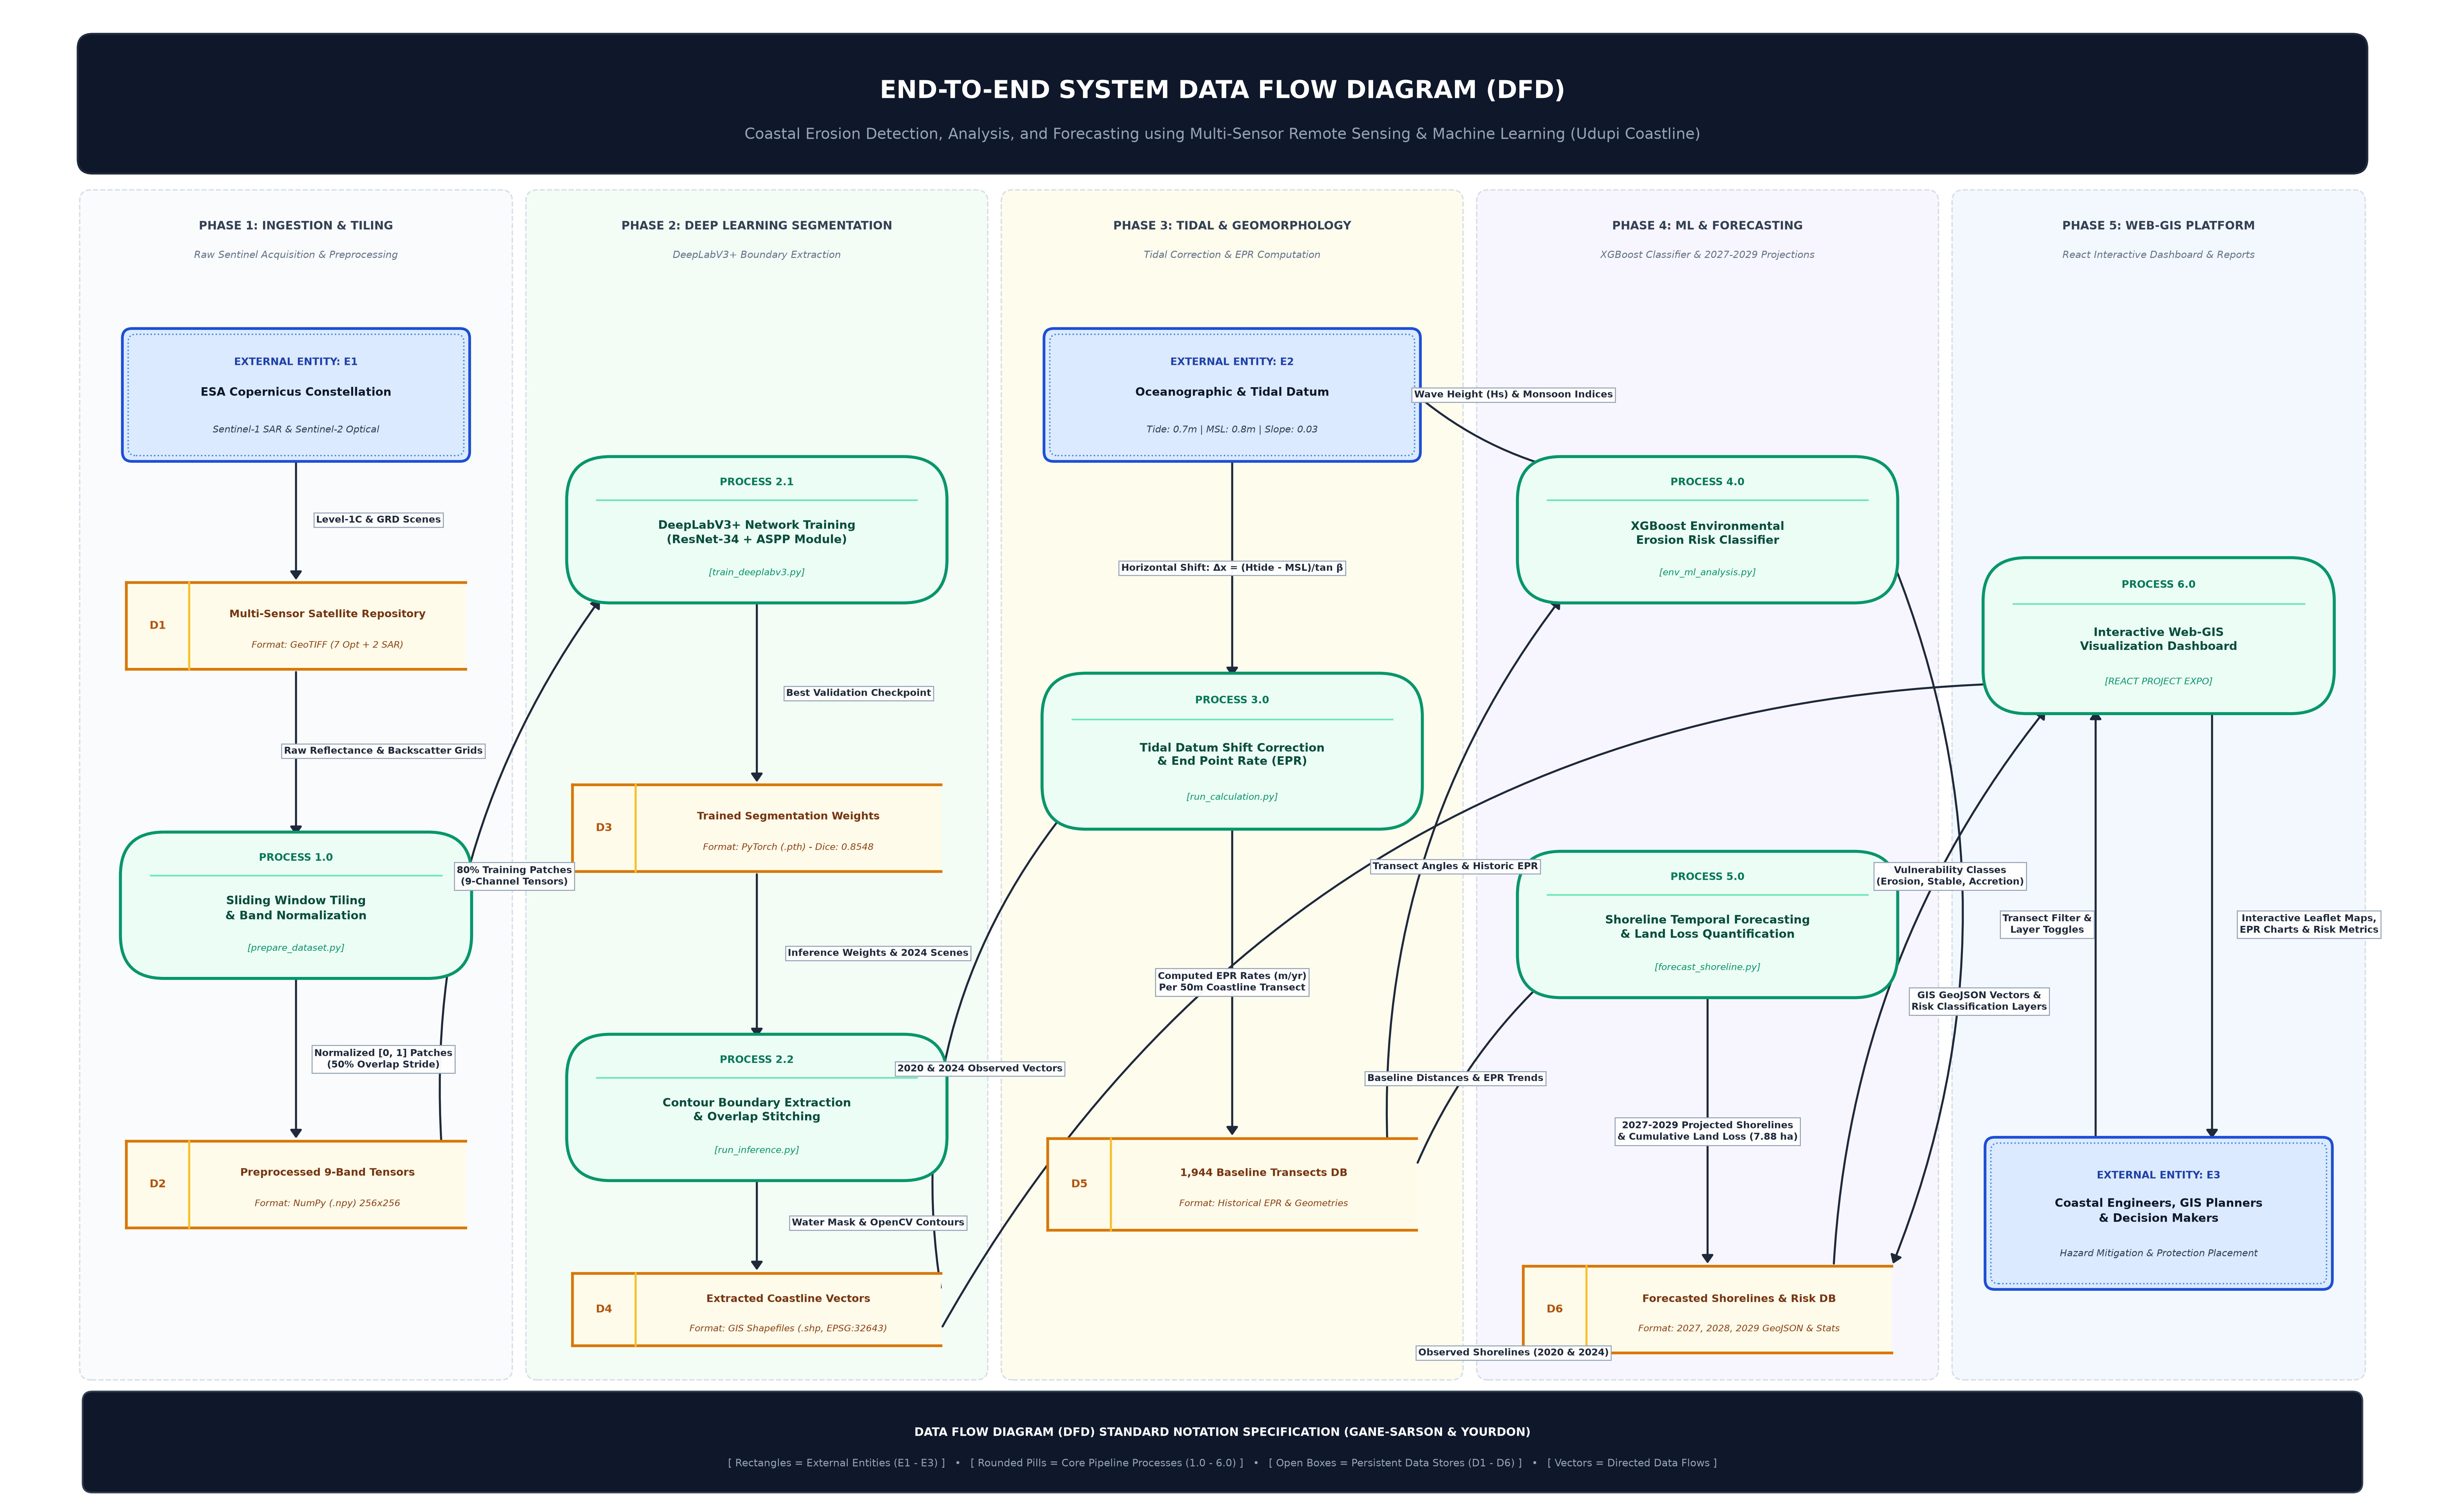 END-TO-END SYSTEM DATA FLOW DIAGRAM (DFD)
Coastal Erosion Detection, Analysis, and Forecasting using Multi-Sensor Remote Sensing & Machine Learning (Udupi Coastline)
PHASE 1: INGESTION & TILING
Raw Sentinel Acquisition & Preprocessing
EXTERNAL ENTITY: E1
ESA Copernicus Constellation
Sentinel-1 SAR & Sentinel-2 Optical
Level-1C & GRD Scenes
D1
Multi-Sensor Satellite Repository
Format: GeoTIFF (7 Opt + 2 SAR)
Raw Reflectance & Backscatter Grids
PROCESS 1.0
Sliding Window Tiling
& Band Normalization
[prepare_dataset.py]
80% Training Patches
(9-Channel Tensors)
Normalized [0, 1] Patches
(50% Overlap Stride)
D2
Preprocessed 9-Band Tensors
Format: NumPy (.npy) 256x256
PHASE 2: DEEP LEARNING SEGMENTATION
DeepLabV3+ Boundary Extraction
PROCESS 2.1
DeepLabV3+ Network Training
(ResNet-34 + ASPP Module)
[train_deeplabv3.py]
Best Validation Checkpoint
D3
Trained Segmentation Weights
Format: PyTorch (.pth) - Dice: 0.8548
Inference Weights & 2024 Scenes
PROCESS 2.2
Contour Boundary Extraction
& Overlap Stitching
[run_inference.py]
2020 & 2024 Observed Vectors
Water Mask & OpenCV Contours
D4
Extracted Coastline Vectors
Format: GIS Shapefiles (.shp, EPSG:32643)
PHASE 3: TIDAL & GEOMORPHOLOGY
Tidal Correction & EPR Computation
EXTERNAL ENTITY: E2
Oceanographic & Tidal Datum
Tide: 0.7m | MSL: 0.8m | Slope: 0.03
Wave Height (Hs) & Monsoon Indices
Horizontal Shift: Δx = (Htide - MSL)/tan β
PROCESS 3.0
Tidal Datum Shift Correction
& End Point Rate (EPR)
[run_calculation.py]
Transect Angles & Historic EPR
Computed EPR Rates (m/yr)
Per 50m Coastline Transect
Baseline Distances & EPR Trends
D5
1,944 Baseline Transects DB
Format: Historical EPR & Geometries
Observed Shorelines (2020 & 2024)
PHASE 4: ML & FORECASTING
XGBoost Classifier & 2027-2029 Projections
PROCESS 4.0
XGBoost Environmental
Erosion Risk Classifier
[env_ml_analysis.py]
PROCESS 5.0
Shoreline Temporal Forecasting
& Land Loss Quantification
[forecast_shoreline.py]
Vulnerability Classes
(Erosion, Stable, Accretion)
GIS GeoJSON Vectors &
Risk Classification Layers
2027-2029 Projected Shorelines
& Cumulative Land Loss (7.88 ha)
D6
Forecasted Shorelines & Risk DB
Format: 2027, 2028, 2029 GeoJSON & Stats
PHASE 5: WEB-GIS PLATFORM
React Interactive Dashboard & Reports
PROCESS 6.0
Interactive Web-GIS
Visualization Dashboard
[REACT PROJECT EXPO]
Transect Filter &
Layer Toggles
Interactive Leaflet Maps,
EPR Charts & Risk Metrics
EXTERNAL ENTITY: E3
Coastal Engineers, GIS Planners
& Decision Makers
Hazard Mitigation & Protection Placement
DATA FLOW DIAGRAM (DFD) STANDARD NOTATION SPECIFICATION (GANE-SARSON & YOURDON)
[ Rectangles = External Entities (E1 - E3) ] • [ Rounded Pills = Core Pipeline Processes (1.0 - 6.0) ] • [ Open Boxes = Persistent Data Stores (D1 - D6) ] • [ Vectors = Directed Data Flows ]